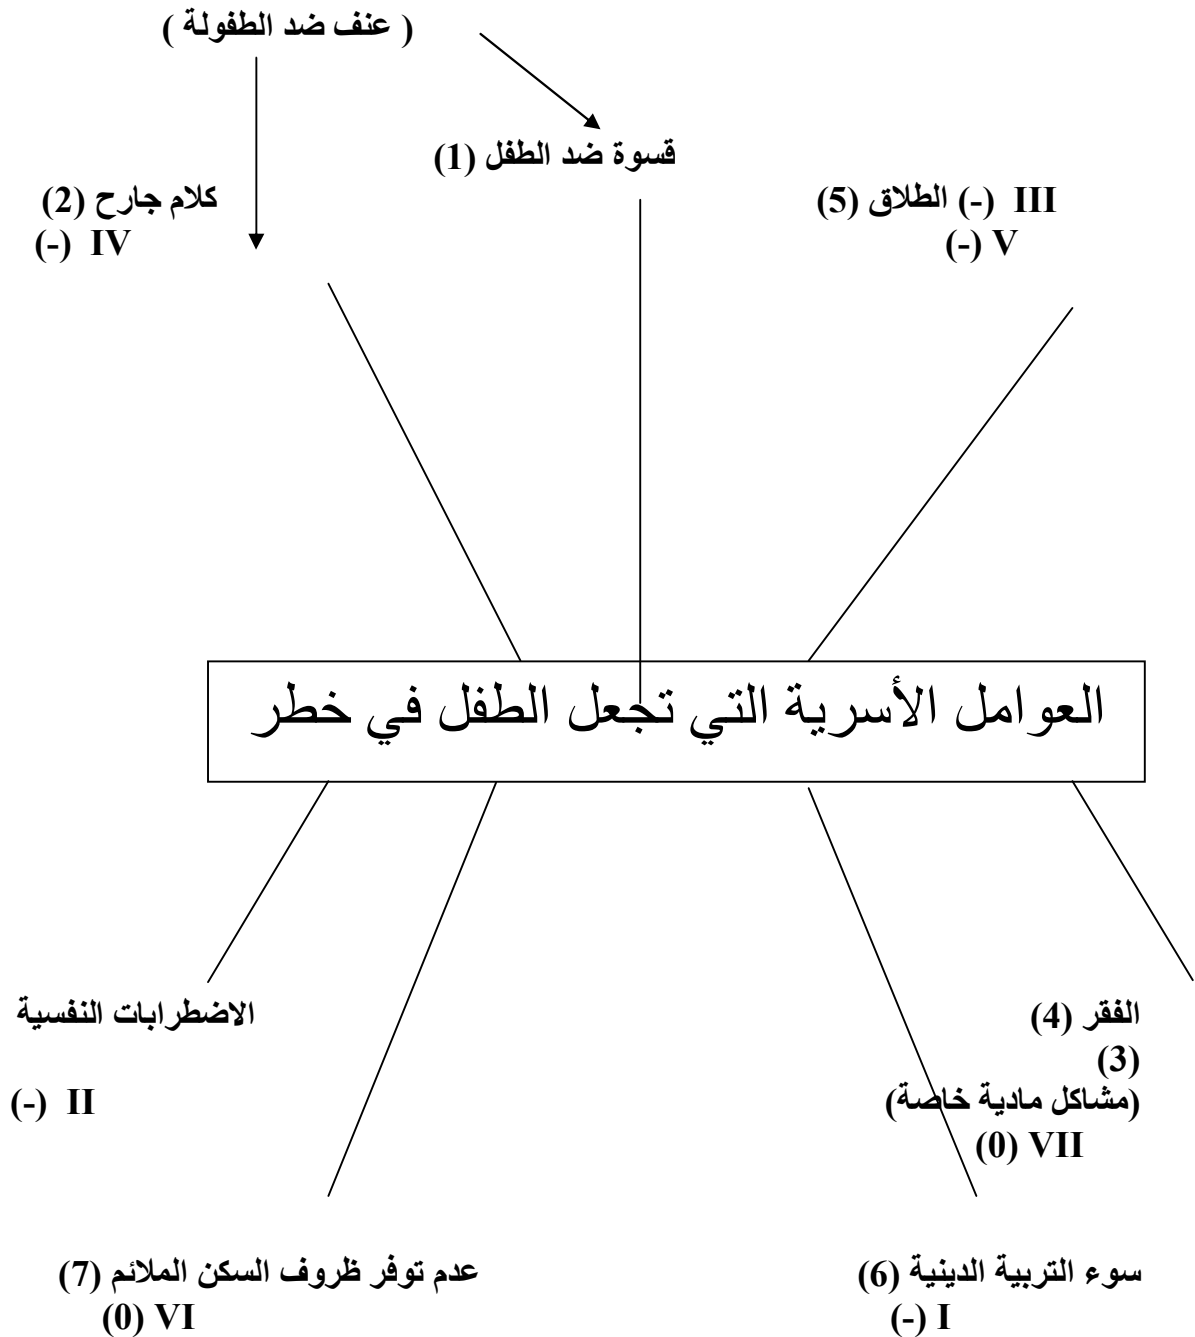 ( عنف ضد الطفولة )
قسوة ضد الطفل (1)
III (-) الطلاق (5)
(-) V
كلام جارح (2)
(-) IV
العوامل الأسرية التي تجعل الطفل في خطر
الفقر (4)
(3)
(مشاكل مادية خاصة)
(0) VII
الاضطرابات النفسية
(-) II
سوء التربية الدينية (6)
(-) I
عدم توفر ظروف السكن الملائم (7)
(0) VI